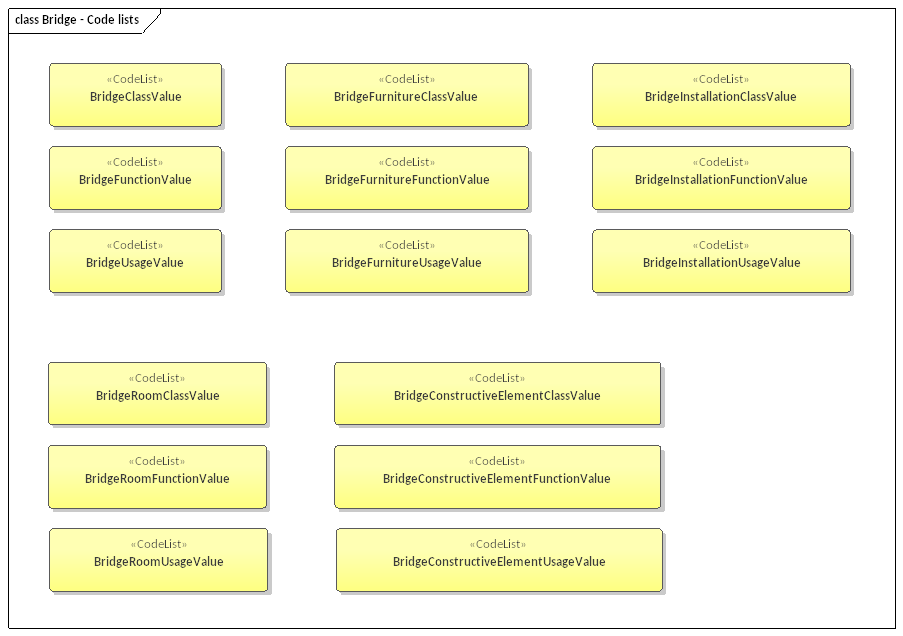 class Bridge - Code lists
«CodeList»
BridgeClassValue
«CodeList»
BridgeFurnitureClassValue
«CodeList»
BridgeInstallationClassValue
«CodeList»
BridgeFunctionValue
«CodeList»
BridgeFurnitureFunctionValue
«CodeList»
BridgeInstallationFunctionValue
«CodeList»
BridgeUsageValue
«CodeList»
BridgeFurnitureUsageValue
«CodeList»
BridgeInstallationUsageValue
«CodeList»
BridgeRoomClassValue
«CodeList»
BridgeConstructiveElementClassValue
«CodeList»
BridgeRoomFunctionValue
«CodeList»
BridgeConstructiveElementFunctionValue
«CodeList»
BridgeRoomUsageValue
«CodeList»
BridgeConstructiveElementUsageValue